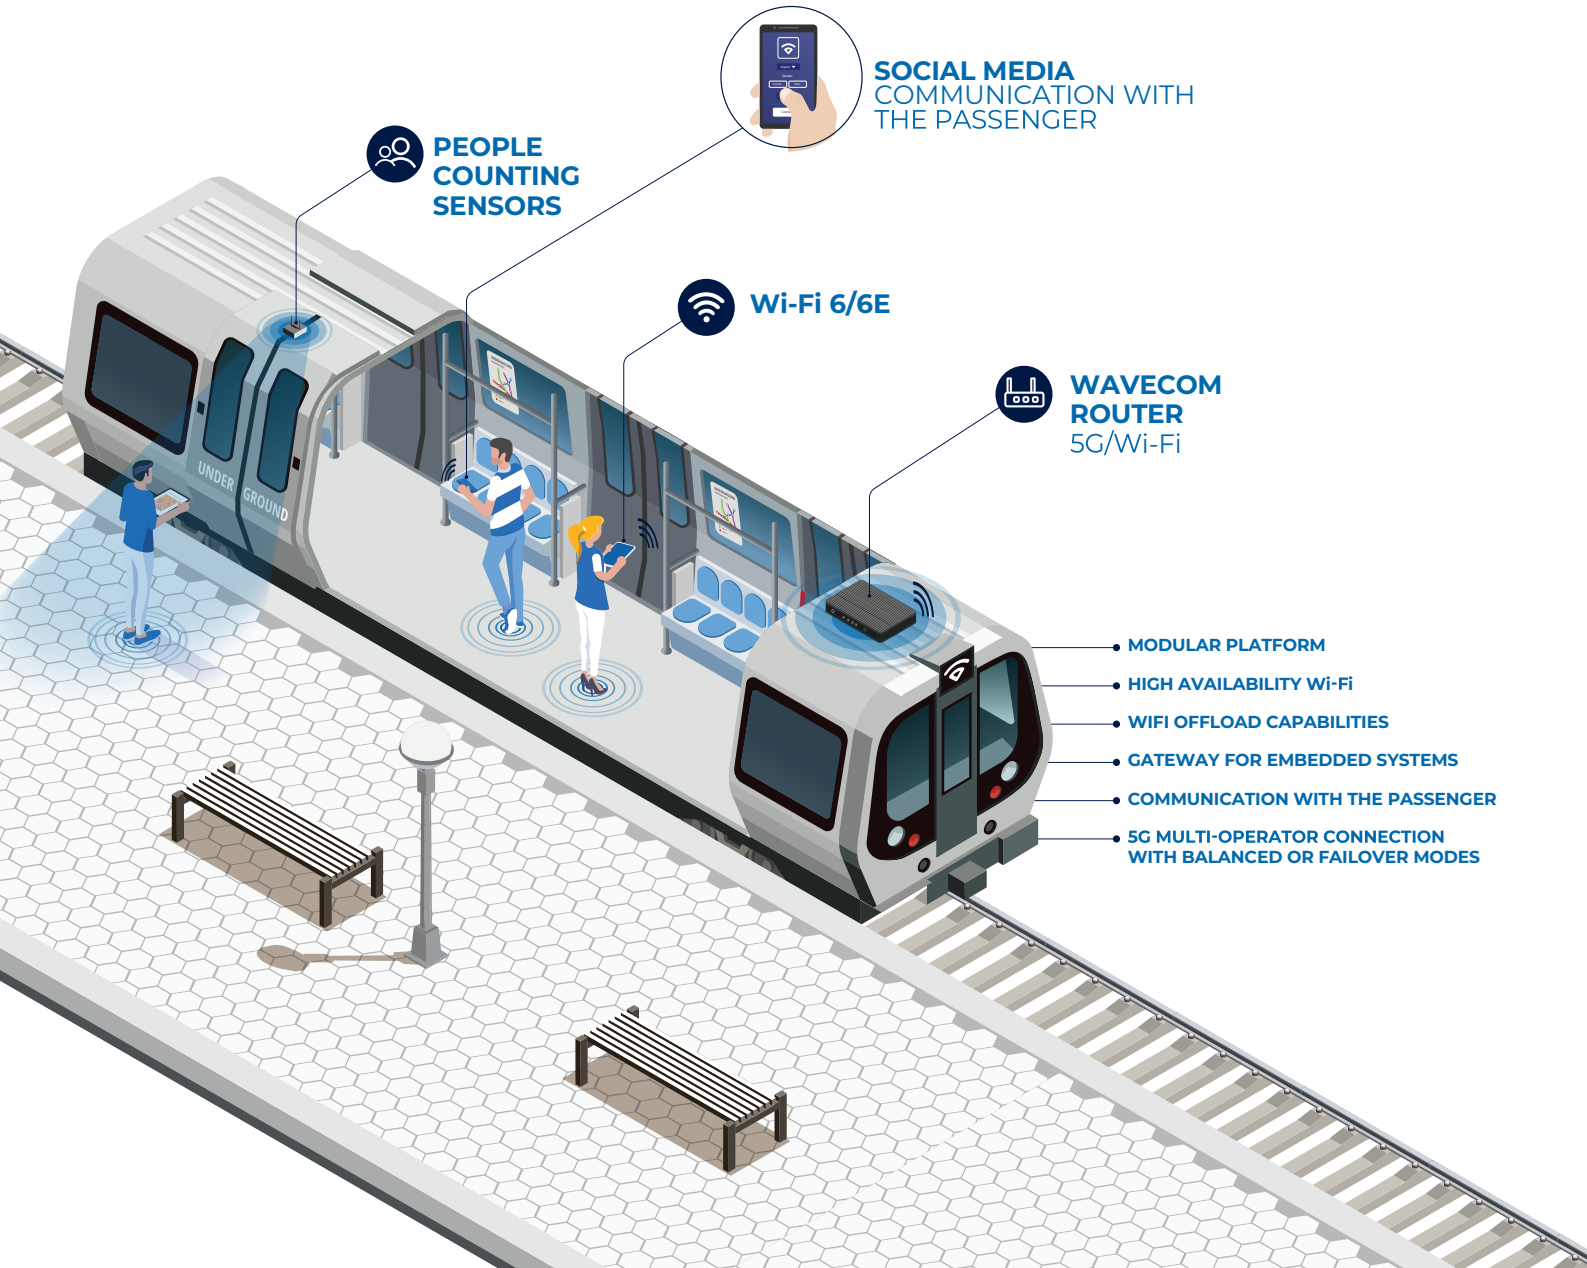 SOCIAL MEDIA
COMMUNICATION WITH
THE PASSENGER
PEOPLE
COUNTING
SENSORS
Wi-Fi 6/6E
WAVECOM
ROUTER
5G/Wi-Fi
UNDER GROUND
MODULAR PLATFORM
HIGH AVAILABILITY Wi-Fi
WIFI OFFLOAD CAPABILITIES
GATEWAY FOR EMBEDDED SYSTEMS
COMMUNICATION WITH THE PASSENGER
5G MULTI-OPERATOR CONNECTION
WITH BALANCED OR FAILOVER MODES